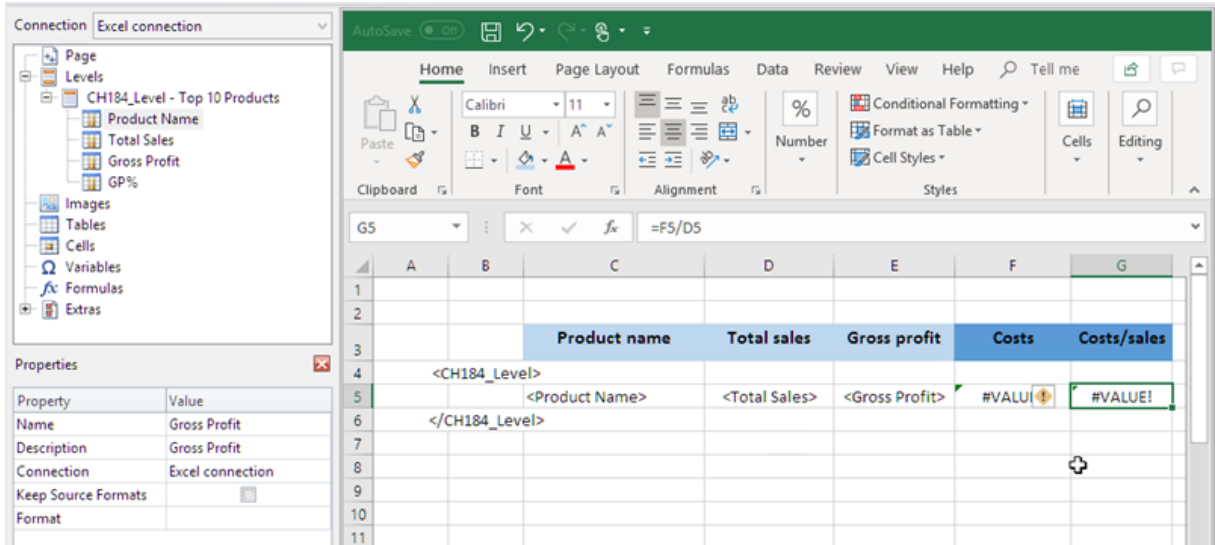 Connection Excel connection
Page
Levels
CH184_Level - Top 10 Products
Product Name
Total Sales
Gross Profit
GP%
Images
Tables
Cells
Ω Variables
fx Formulas
Extras
Properties
Property Value
Name Gross Profit
Description Gross Profit
Connection Excel connection
Keep Source Formats
Format
AutoSave Off
Home Insert Page Layout Formulas Data Review View Help Tell me
Paste
Clipboard
Calibri 11
B I U A^ A˅
A
Font
ab
Alignment
%
Number
Conditional Formatting
Format as Table
Cell Styles
Styles
Cells
Editing
G5 fx =F5/D5
A B C D E F G
1
2
3 Product name Total sales Gross profit Costs Costs/sales
4 <CH184_Level>
5 <Product Name> <Total Sales> <Gross Profit> #VALU #VALUE!
6 </CH184_Level>
7
8
9
10
11